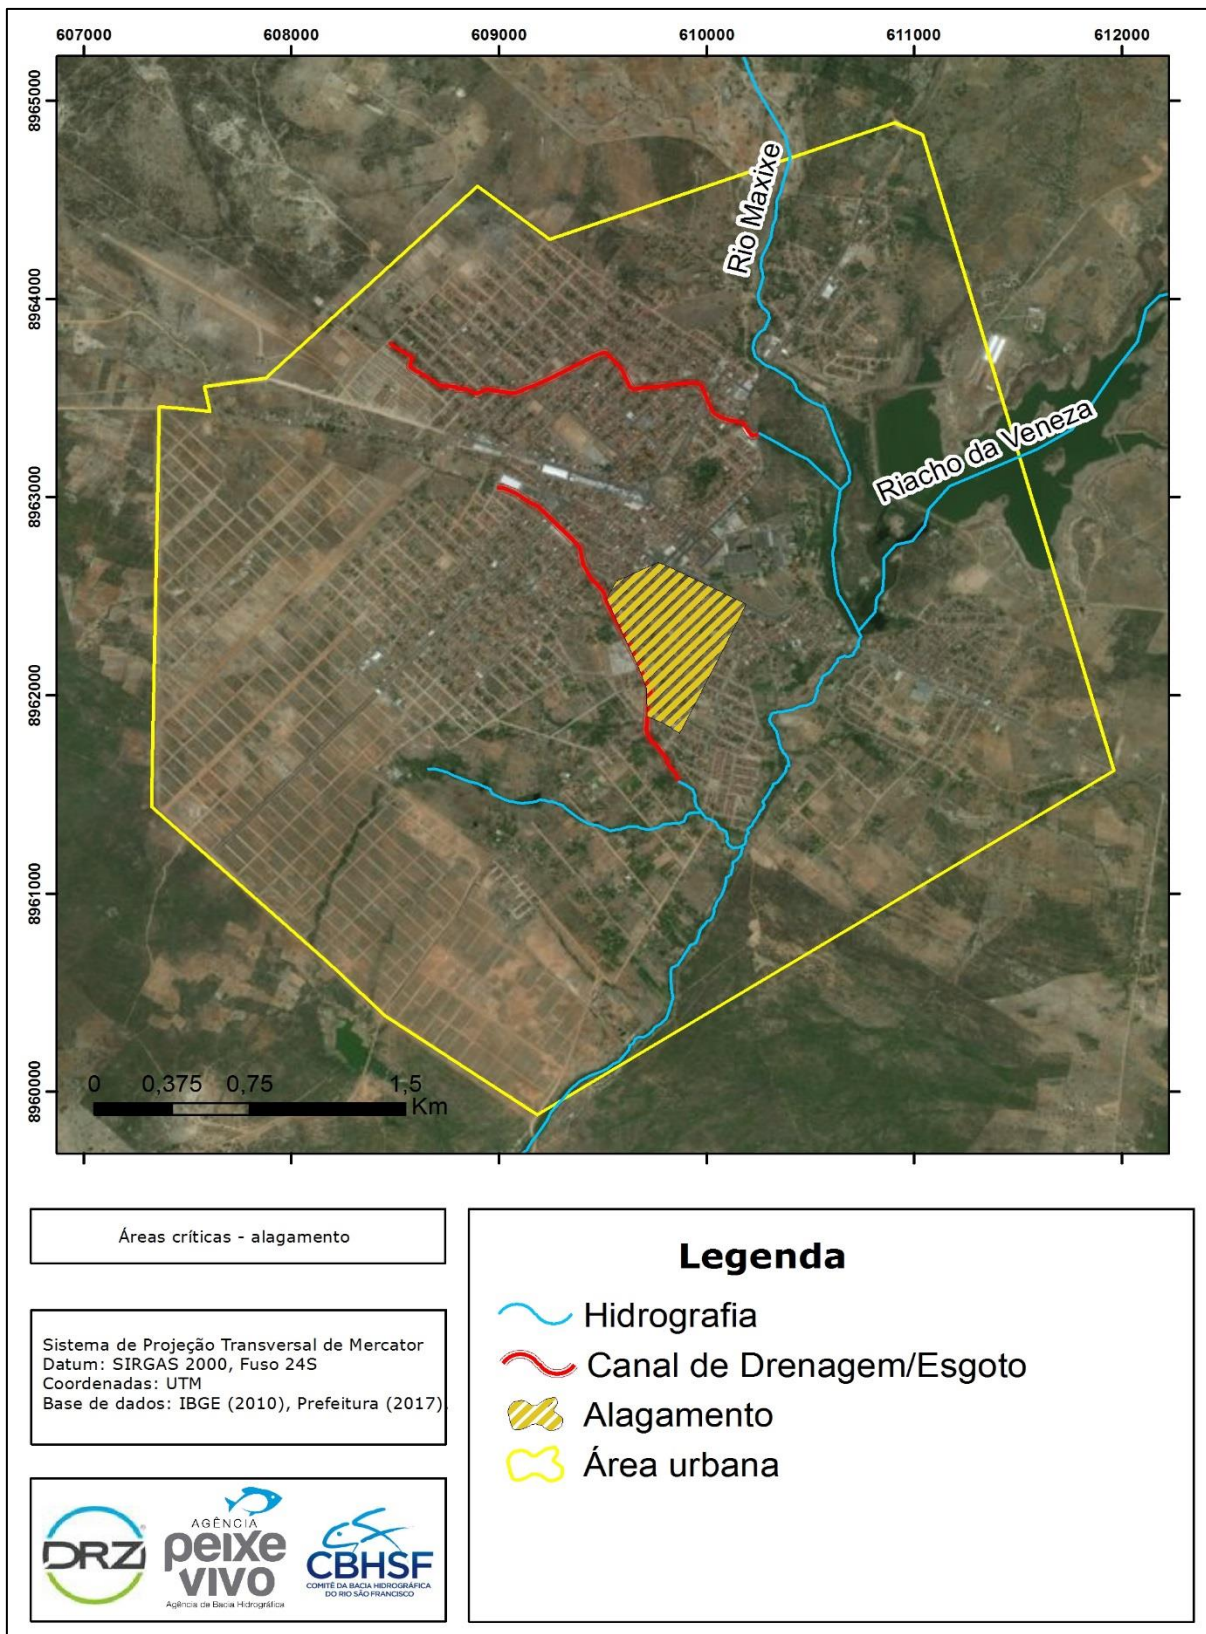 607000 608000 609000 610000 611000 612000
8965000
8964000
8963000
8962000
8961000
8960000
Rio Maxixe
Riacho da Veneza
0 0,375 0,75 1,5
Km
Áreas críticas - alagamento
Sistema de Projeção Transversal de Mercator
Datum: SIRGAS 2000, Fuso 24S
Coordenadas: UTM
Base de dados: IBGE (2010), Prefeitura (2017).
DRZ
AGÊNCIA
peixe
VIVO
Agência de Bacia Hidrográfica
CBHSF
COMITÊ DA BACIA HIDROGRÁFICA
DO RIO SÃO FRANCISCO
Legenda
Hidrografia
Canal de Drenagem/Esgoto
Alagamento
Área urbana